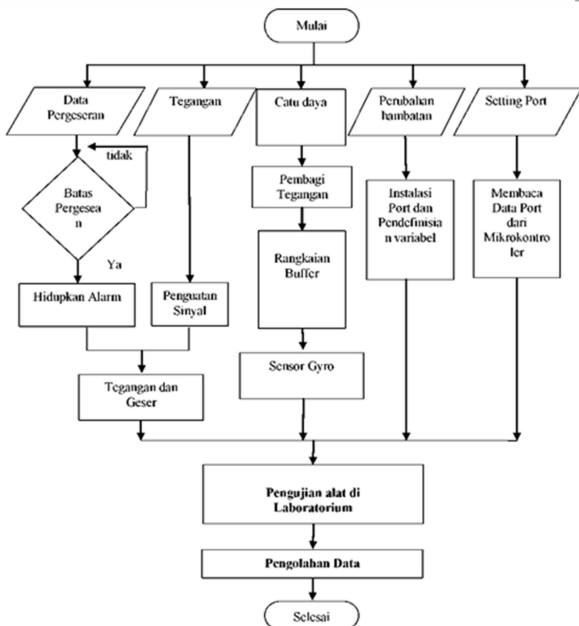 Mulai
Data
Pergeseran
Tegangan
Catu daya
Perubahan
hambatan
Setting Port
tidak
Batas
Pergesea
n
Ya
Pembagi
Tegangan
Instalasi
Port dan
Pendefinisia
n variabel
Membaca
Data Port
dari
Mikrokontro
ler
Rangkaian
Buffer
Hidupkan Alarm
Penguatan
Sinyal
Sensor Gyro
Tegangan dan
Geser
Pengujian alat di
Laboratorium
Pengolahan Data
Selesai